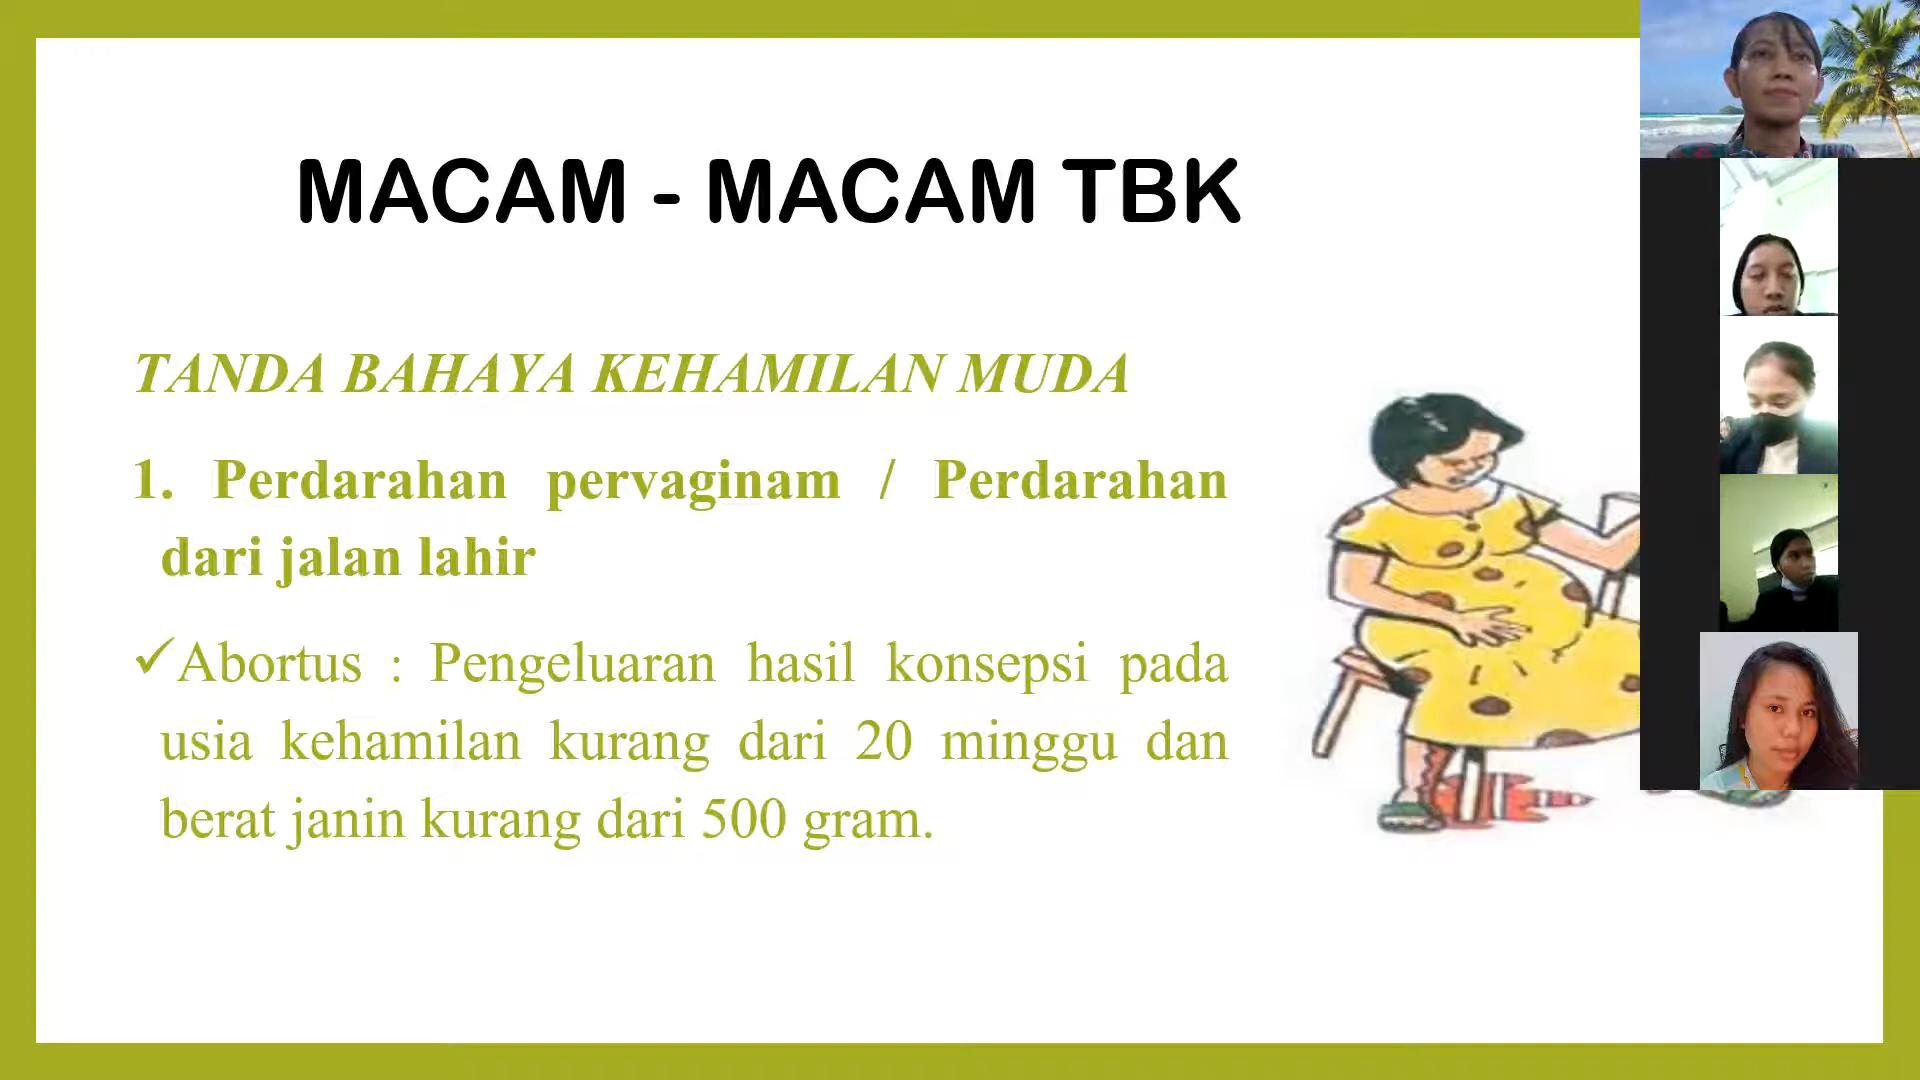 MACAM - MACAM TBK
TANDA BAHAYA KEHAMILAN MUDA
1. Perdarahan pervaginam / Perdarahan
dari jalan lahir
✓Abortus : Pengeluaran hasil konsepsi pada
usia kehamilan kurang dari 20 minggu dan
berat janin kurang dari 500 gram.